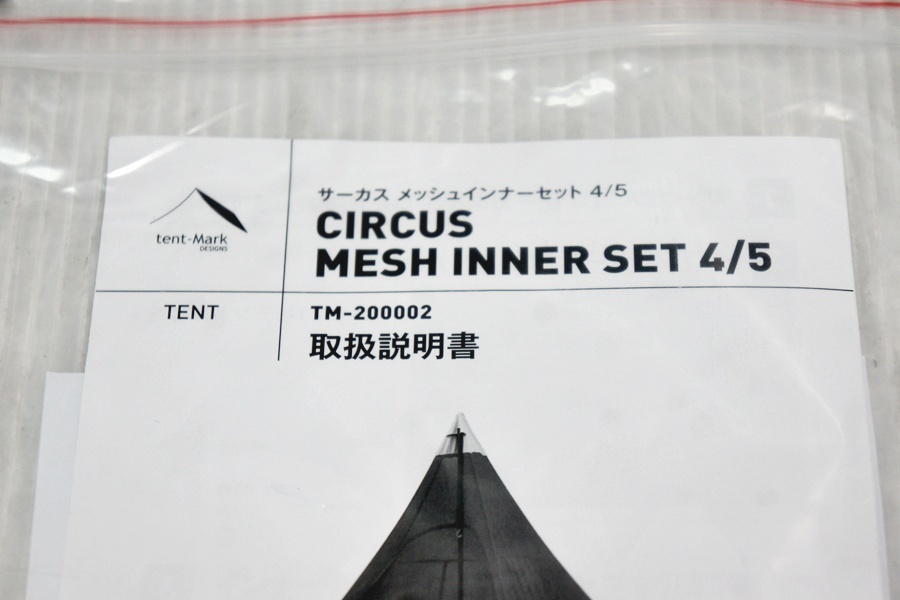 tent-Mark
DESIGNS
サーカス メッシュインナーセット 4/5
CIRCUS
MESH INNER SET 4/5
TENT
TM-200002
取扱説明書